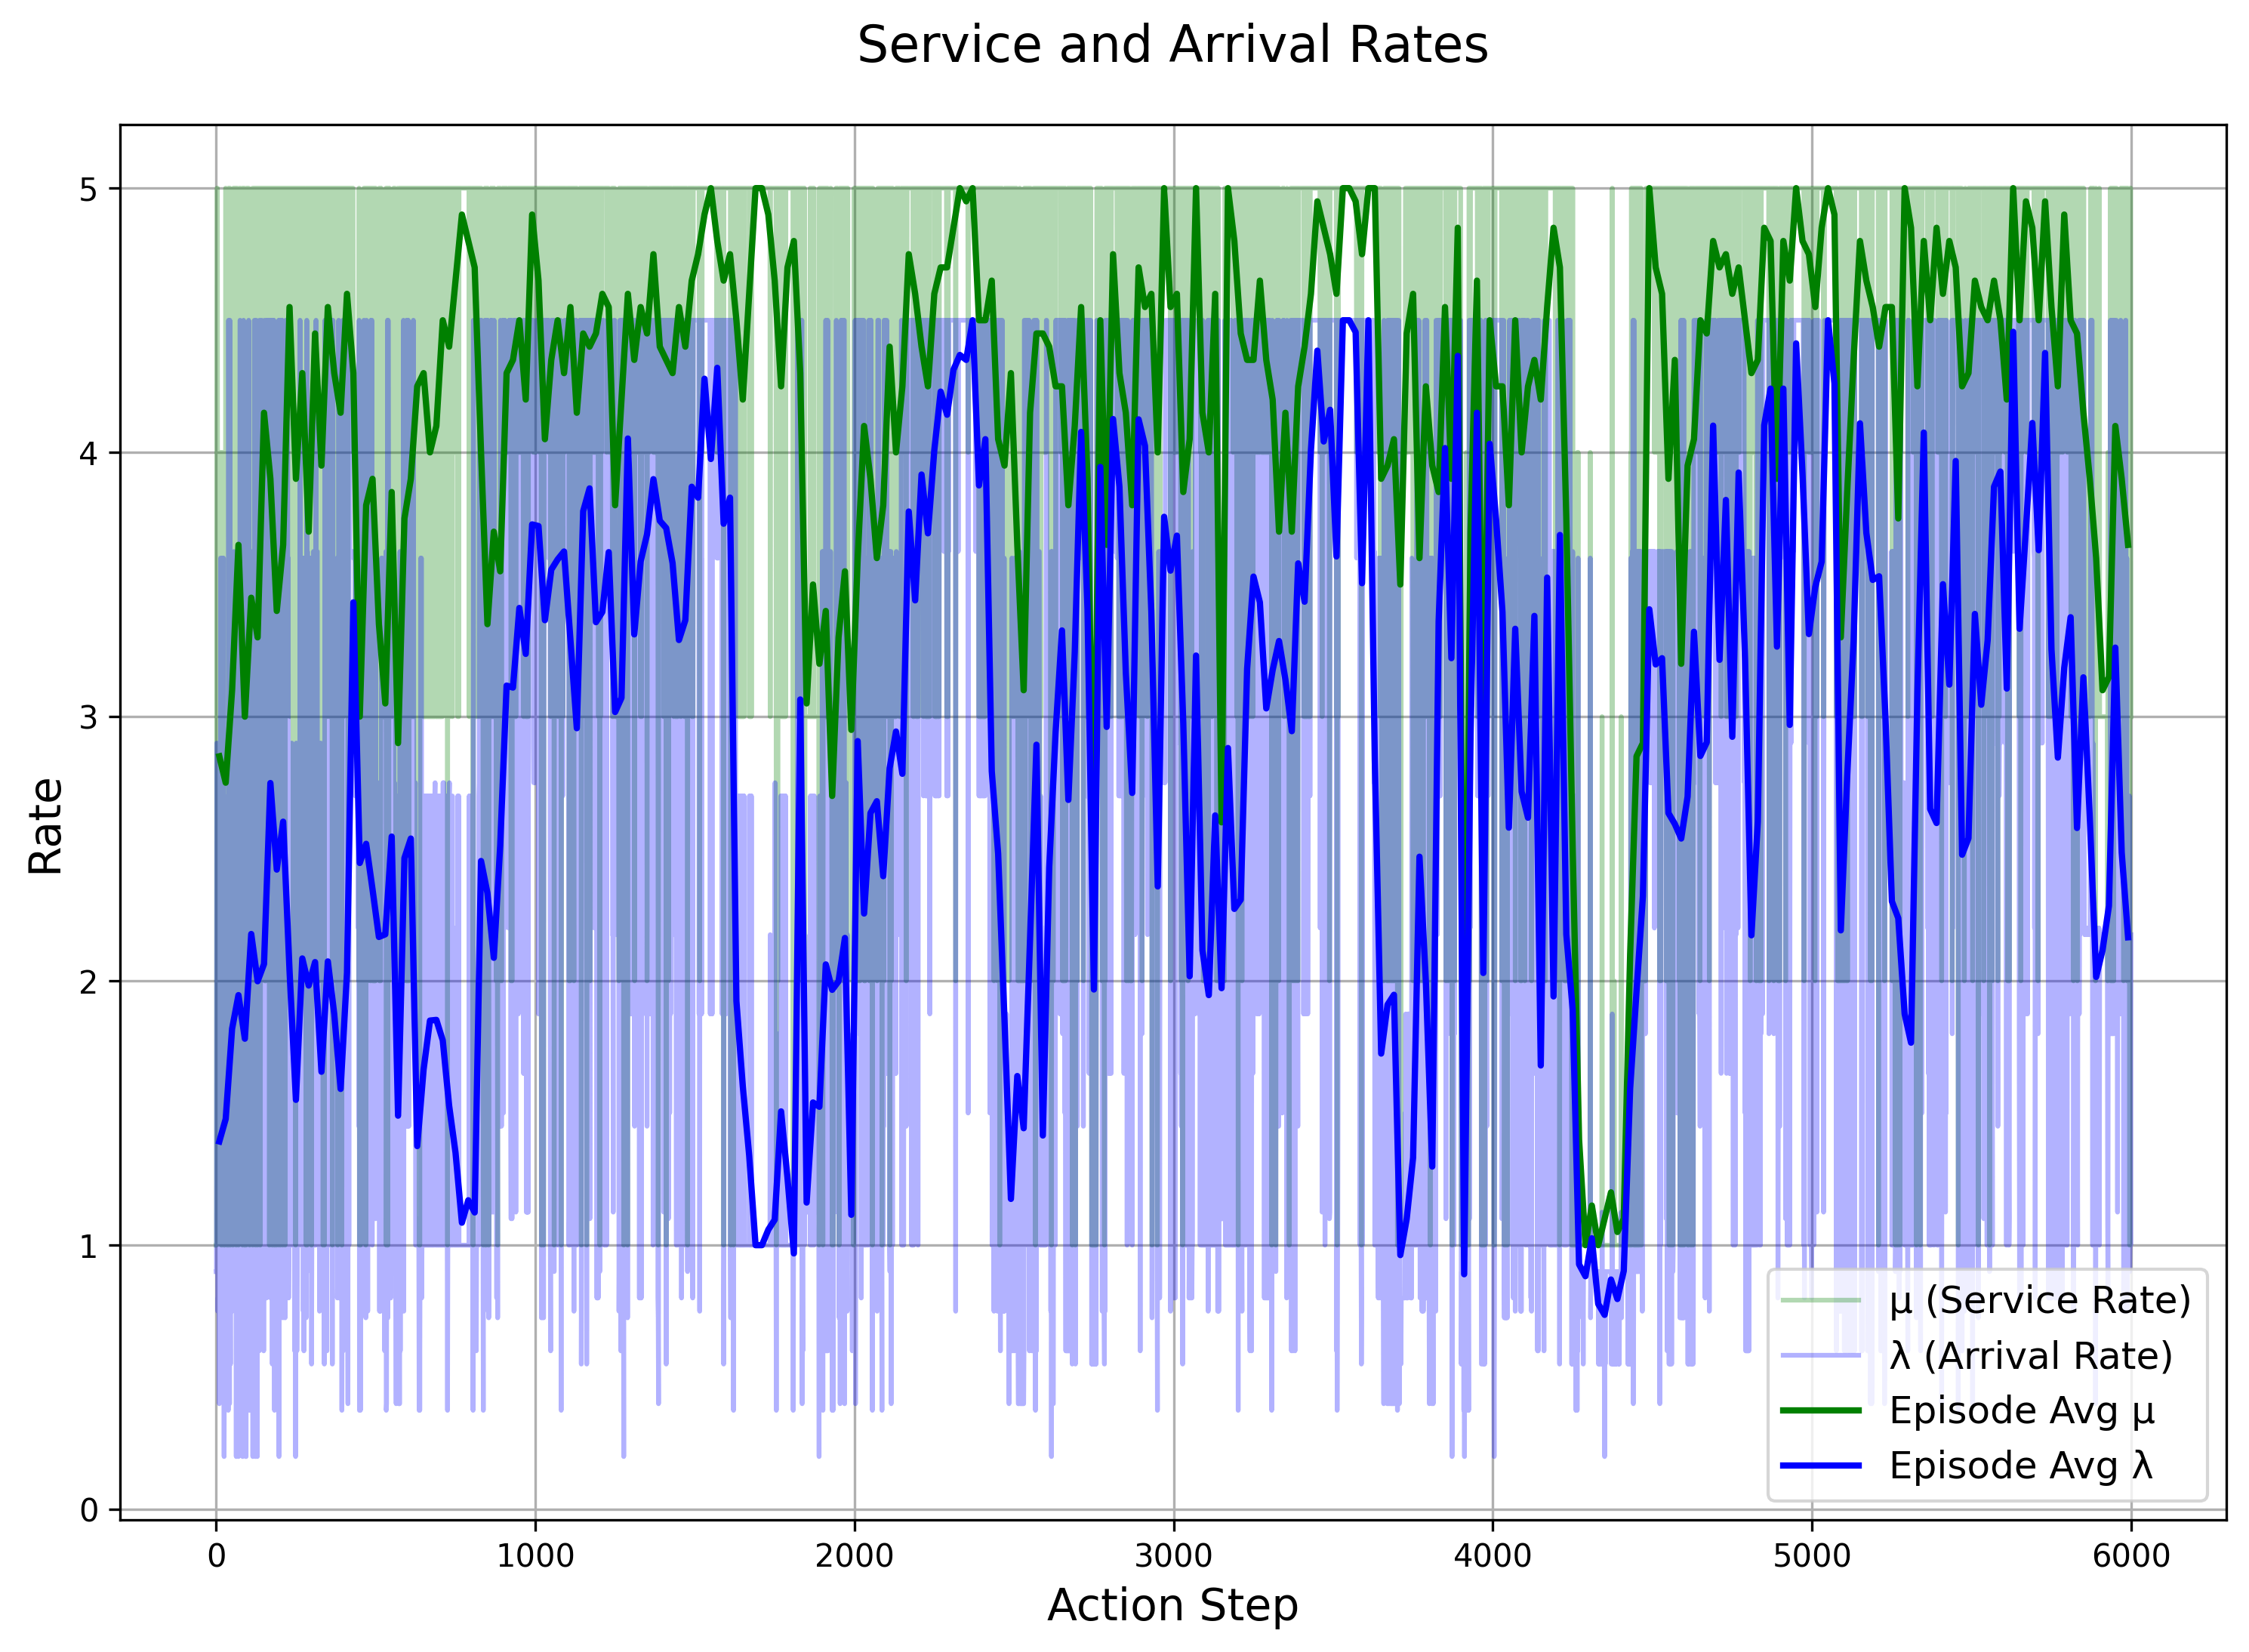 Service and Arrival Rates
Rate
5
4
3
2
1
0
0 1000 2000 3000 4000 5000 6000
Action Step
μ (Service Rate)
λ (Arrival Rate)
Episode Avg μ
Episode Avg λ